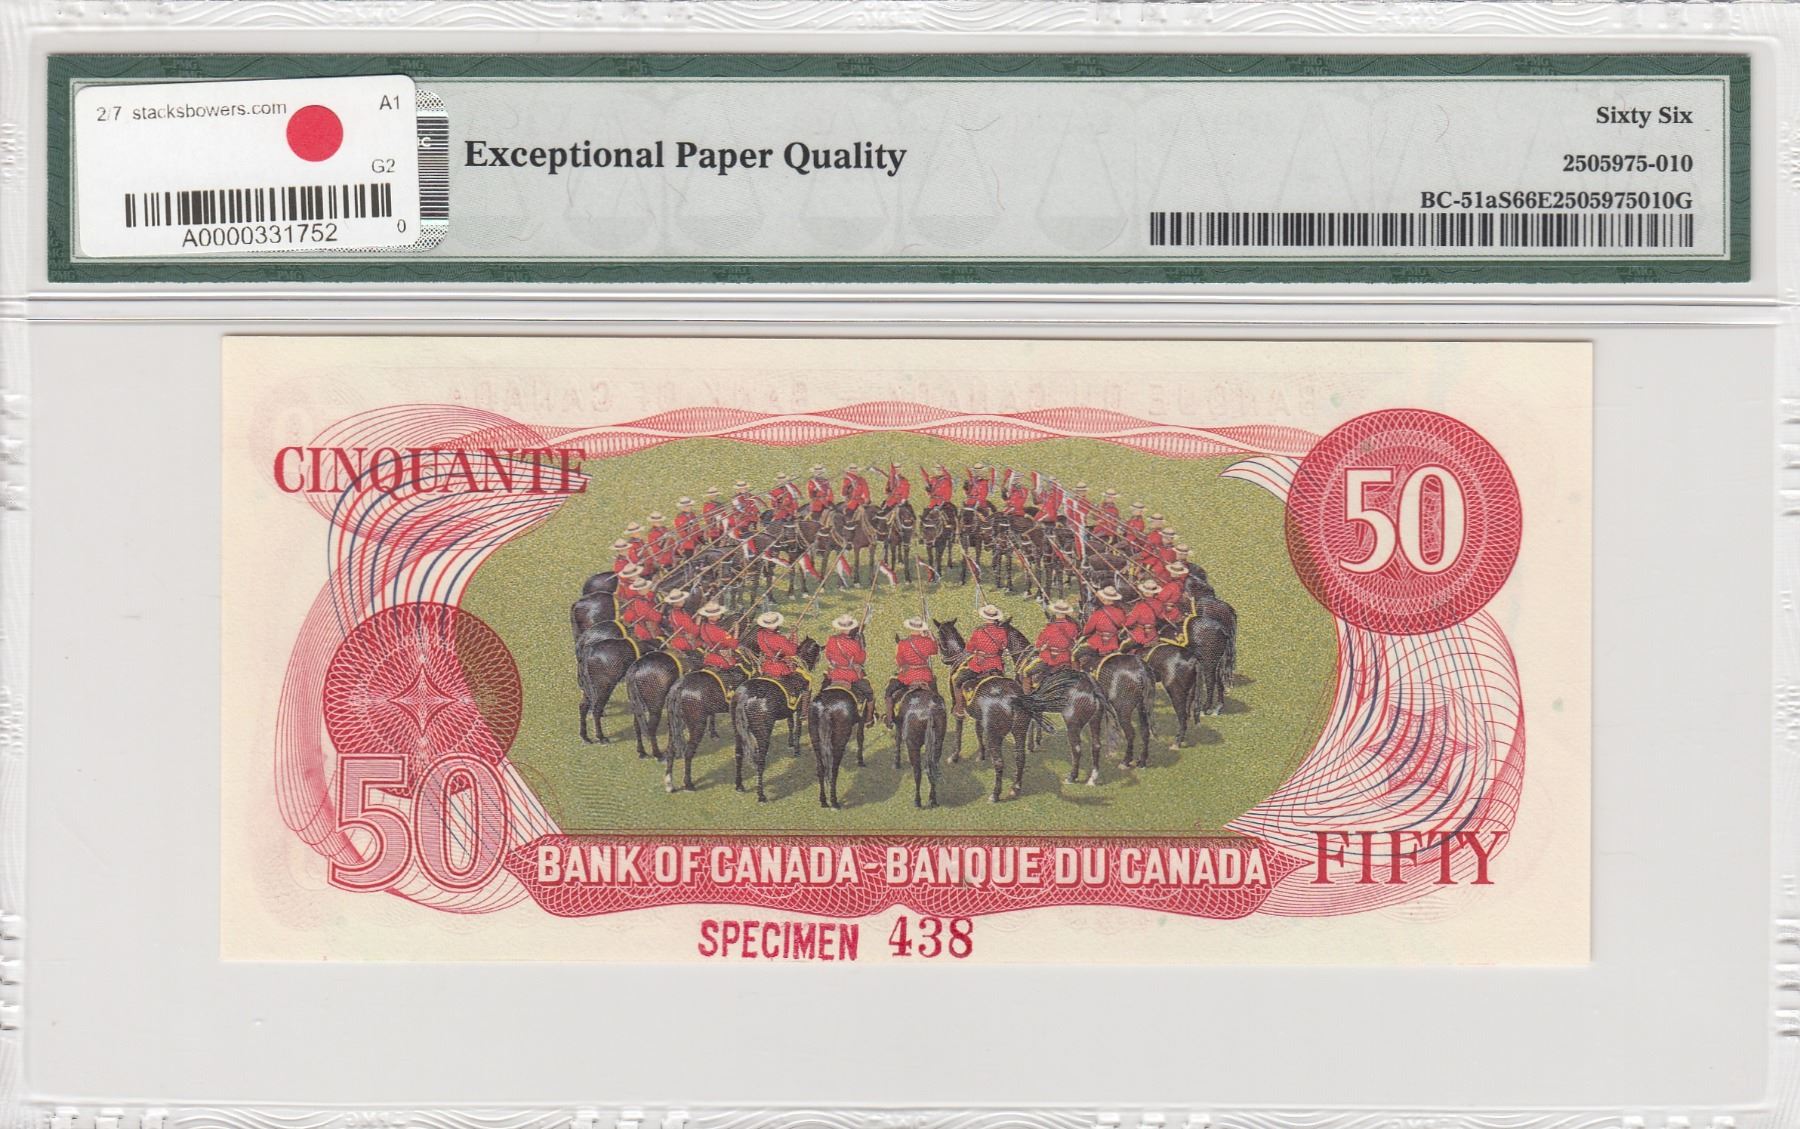 2/7 stacksbowers.com
A1
G2
A0000331752
0
Exceptional Paper Quality
Sixty Six
2505975-010
BC-51aS66E2505975010G
CINQUANTE
50
50
BANK OF CANADA - BANQUE DU CANADA
FIFTY
SPECIMEN 438